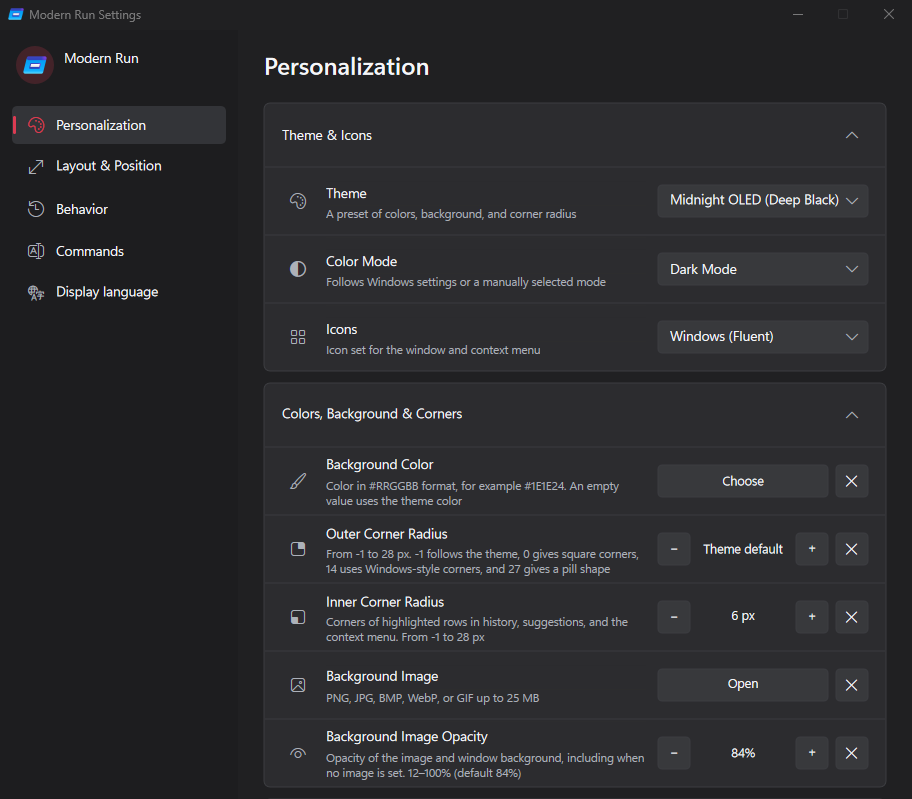 Modern Run Settings
Modern Run
Personalization
Layout & Position
Behavior
Commands
Display language
Personalization
Theme & Icons
Theme
A preset of colors, background, and corner radius
Midnight OLED (Deep Black)
Color Mode
Follows Windows settings or a manually selected mode
Dark Mode
Icons
Icon set for the window and context menu
Windows (Fluent)
Colors, Background & Corners
Background Color
Color in #RRGGBB format, for example #1E1E24. An empty
value uses the theme color
Choose
Outer Corner Radius
From -1 to 28 px. -1 follows the theme, 0 gives square corners,
14 uses Windows-style corners, and 27 gives a pill shape
− Theme default +
Inner Corner Radius
Corners of highlighted rows in history, suggestions, and the
context menu. From -1 to 28 px
− 6 px +
Background Image
PNG, JPG, BMP, WebP, or GIF up to 25 MB
Open
Background Image Opacity
Opacity of the image and window background, including when
no image is set. 12–100% (default 84%)
− 84% +